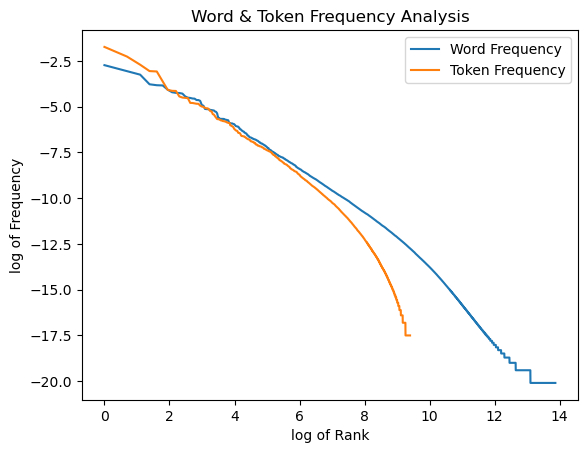 Word & Token Frequency Analysis
Word Frequency
Token Frequency
log of Frequency
−2.5
−5.0
−7.5
−10.0
−12.5
−15.0
−17.5
−20.0
0 2 4 6 8 10 12 14
log of Rank